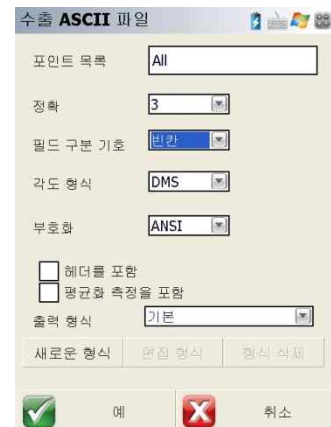 수출 ASCII 파일
포인트 목록 All
정확 3
필드 구분 기호 빈칸
각도 형식 DMS
부호화 ANSI
헤더를 포함
평균화 측정을 포함
출력 형식 기본
새로운 형식 편집 형식 형식 삭제
예 취소